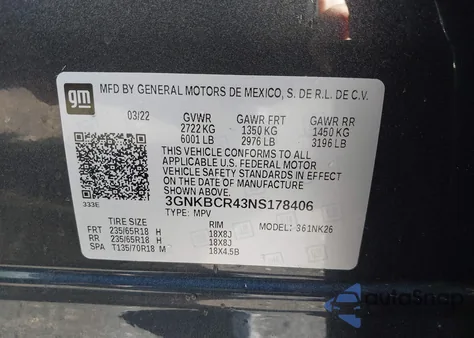 gm
MFD BY GENERAL MOTORS DE MEXICO, S. DE R.L. DE C.V.
03/22 GVWR GAWR FRT GAWR RR
2722 KG 1350 KG 1450 KG
6001 LB 2976 LB 3196 LB
THIS VEHICLE CONFORMS TO ALL
APPLICABLE U.S. FEDERAL MOTOR
VEHICLE SAFETY STANDARDS IN EFFECT
ON THE DATE OF MANUFACTURE SHOWN ABOVE.
333E
3GNKBCR43NS178406
TYPE: MPV
TIRE SIZE RIM MODEL: 361NK26
FRT 235/65R18 H 18X8J
RR 235/65R18 H 18X8J
SPA T135/70R18 M 18X4.5B
autoSnap